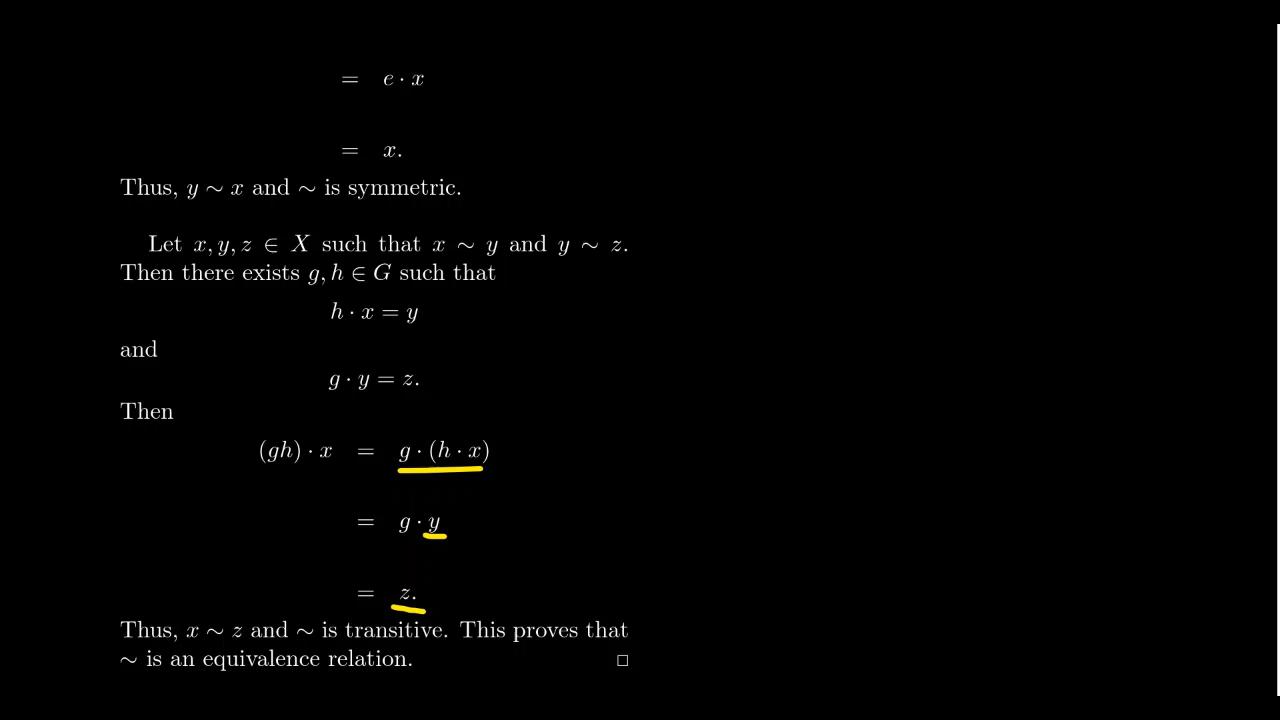 = e · x
= x.
Thus, y ∼ x and ∼ is symmetric.
Let x, y, z ∈ X such that x ∼ y and y ∼ z.
Then there exists g, h ∈ G such that
h · x = y
and
g · y = z.
Then
(gh) · x = g · (h · x)
= g · y
= z.
Thus, x ∼ z and ∼ is transitive. This proves that
∼ is an equivalence relation. □